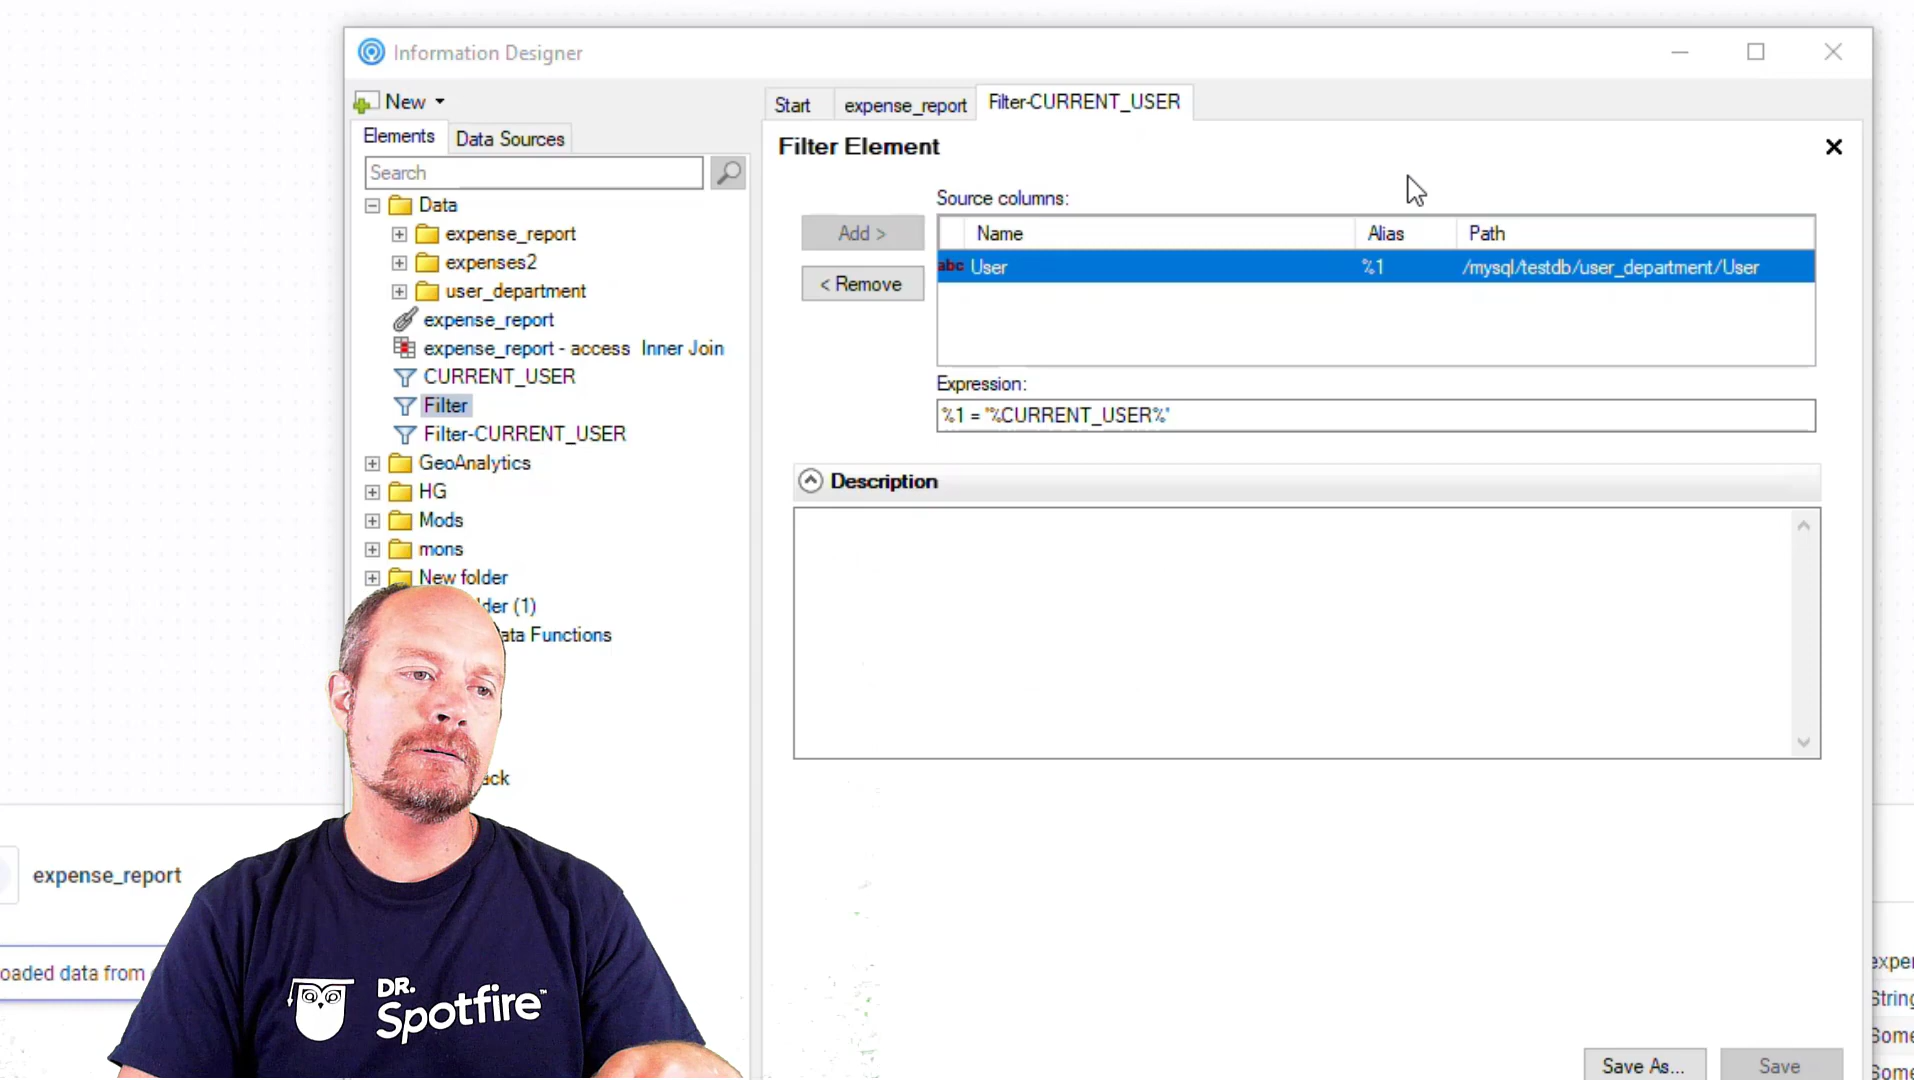 Information Designer
New
Elements
Data Sources
Search
Data
expense_report
expenses2
user_department
expense_report
expense_report - access Inner Join
CURRENT_USER
Filter
Filter-CURRENT_USER
GeoAnalytics
HG
Mods
mons
New folder
lder (1)
ata Functions
ack
Start
expense_report
Filter-CURRENT_USER
Filter Element
Source columns:
Add >
< Remove
Name
Alias
Path
abc User
%1
/mysql/testdb/user_department/User
Expression:
%1 = '%CURRENT_USER%'
Description
Save As...
Save
expense_report
oaded data from
DR.
Spotfire™
exper
String
Some
Some